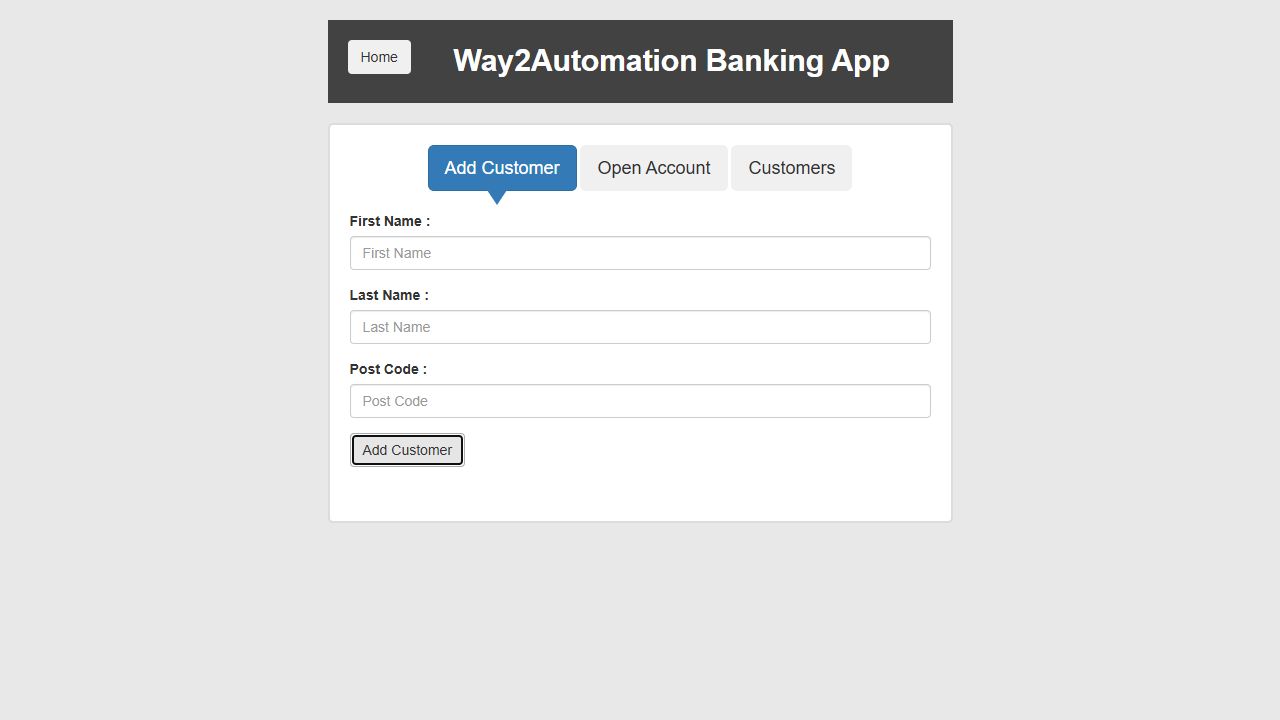 Home
Way2Automation Banking App
Add Customer
Open Account
Customers
First Name :
First Name
Last Name :
Last Name
Post Code :
Post Code
Add Customer